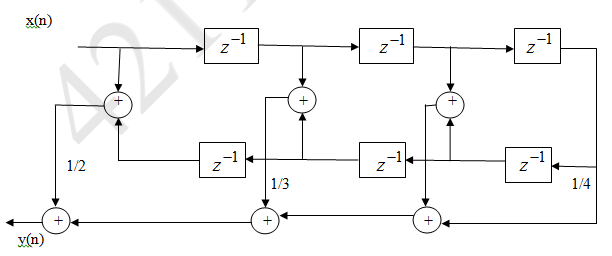 x(n)
z⁻¹ z⁻¹ z⁻¹
+ + +
z⁻¹ z⁻¹ z⁻¹
1/2 1/3 1/4
+ + +
y(n)